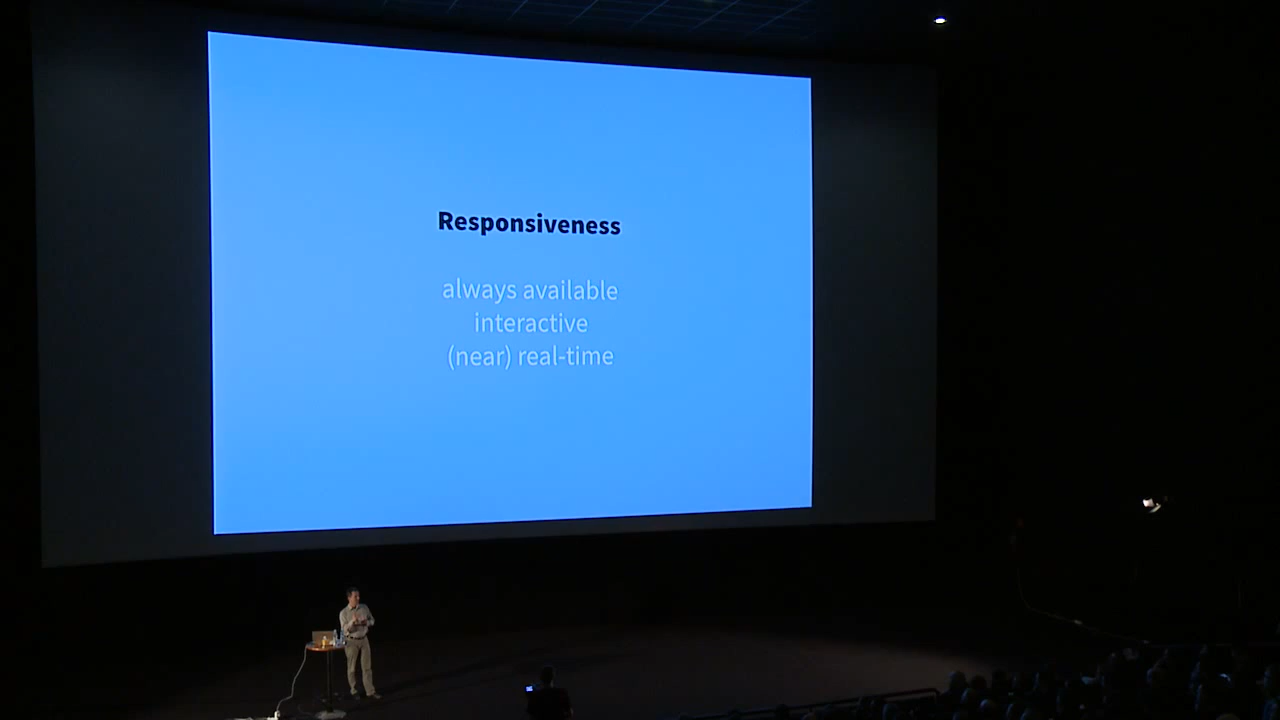 Responsiveness
always available
interactive
(near) real-time